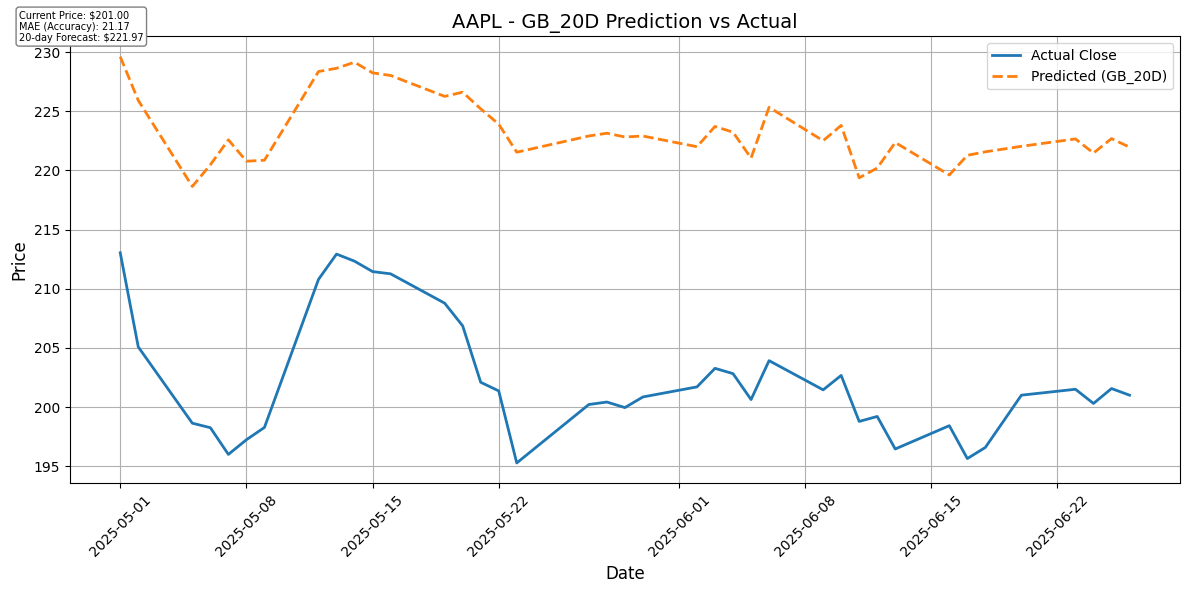 Current Price: $201.00
MAE (Accuracy): 21.17
20-day Forecast: $221.97
AAPL - GB_20D Prediction vs Actual
Actual Close
Predicted (GB_20D)
230
225
220
215
210
205
200
195
Price
2025-05-01
2025-05-08
2025-05-15
2025-05-22
2025-06-01
2025-06-08
2025-06-15
2025-06-22
Date